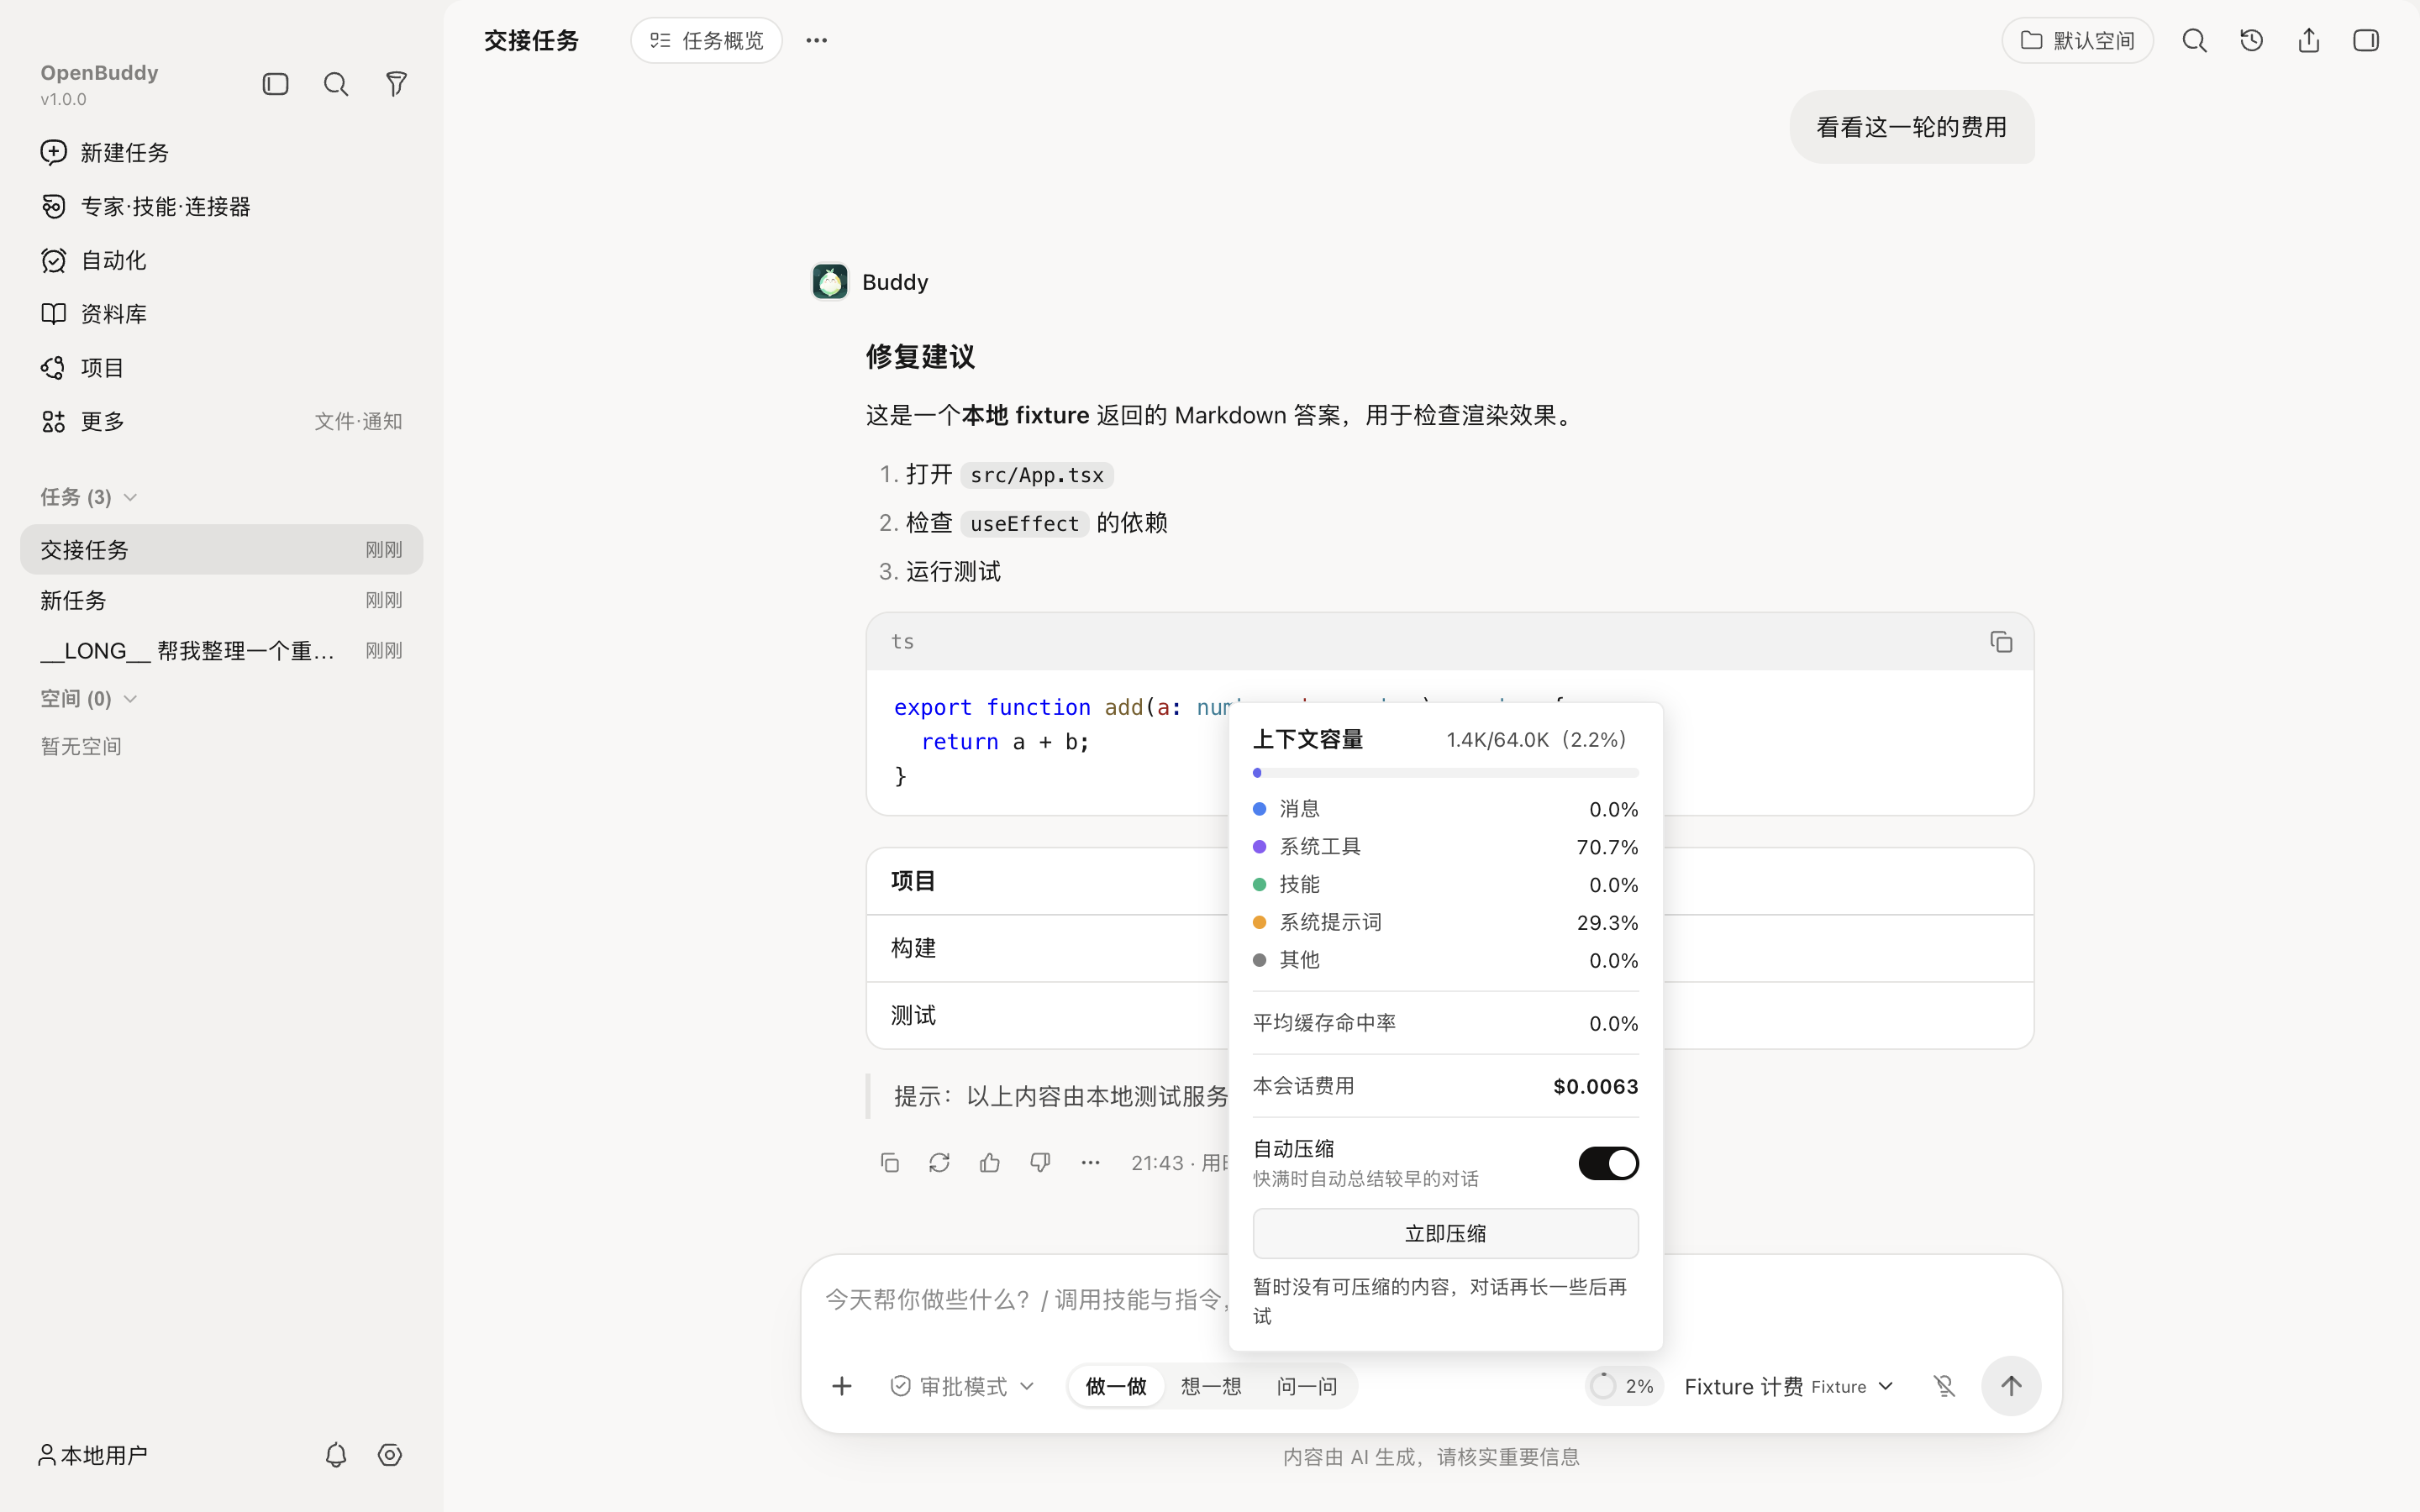 OpenBuddy
v1.0.0
新建任务
专家·技能·连接器
自动化
资料库
项目
更多 文件·通知
任务 (3)
交接任务 刚刚
新任务 刚刚
__LONG__ 帮我整理一个重… 刚刚
空间 (0)
暂无空间
本地用户
交接任务 任务概览 默认空间
看看这一轮的费用
Buddy
修复建议
这是一个本地 fixture 返回的 Markdown 答案，用于检查渲染效果。
1. 打开 src/App.tsx
2. 检查 useEffect 的依赖
3. 运行测试
ts
export function add(a:
return a + b;
}
项目
构建
测试
提示：以上内容由本地测试服务
21:43 · 用
上下文容量 1.4K/64.0K（2.2%）
消息 0.0%
系统工具 70.7%
技能 0.0%
系统提示词 29.3%
其他 0.0%
平均缓存命中率 0.0%
本会话费用 $0.0063
自动压缩
快满时自动总结较早的对话
立即压缩
暂时没有可压缩的内容，对话再长一些后再
试
今天帮你做些什么？/ 调用技能与指令，
审批模式 做一做 想一想 问一问 2% Fixture 计费 Fixture
内容由 AI 生成，请核实重要信息